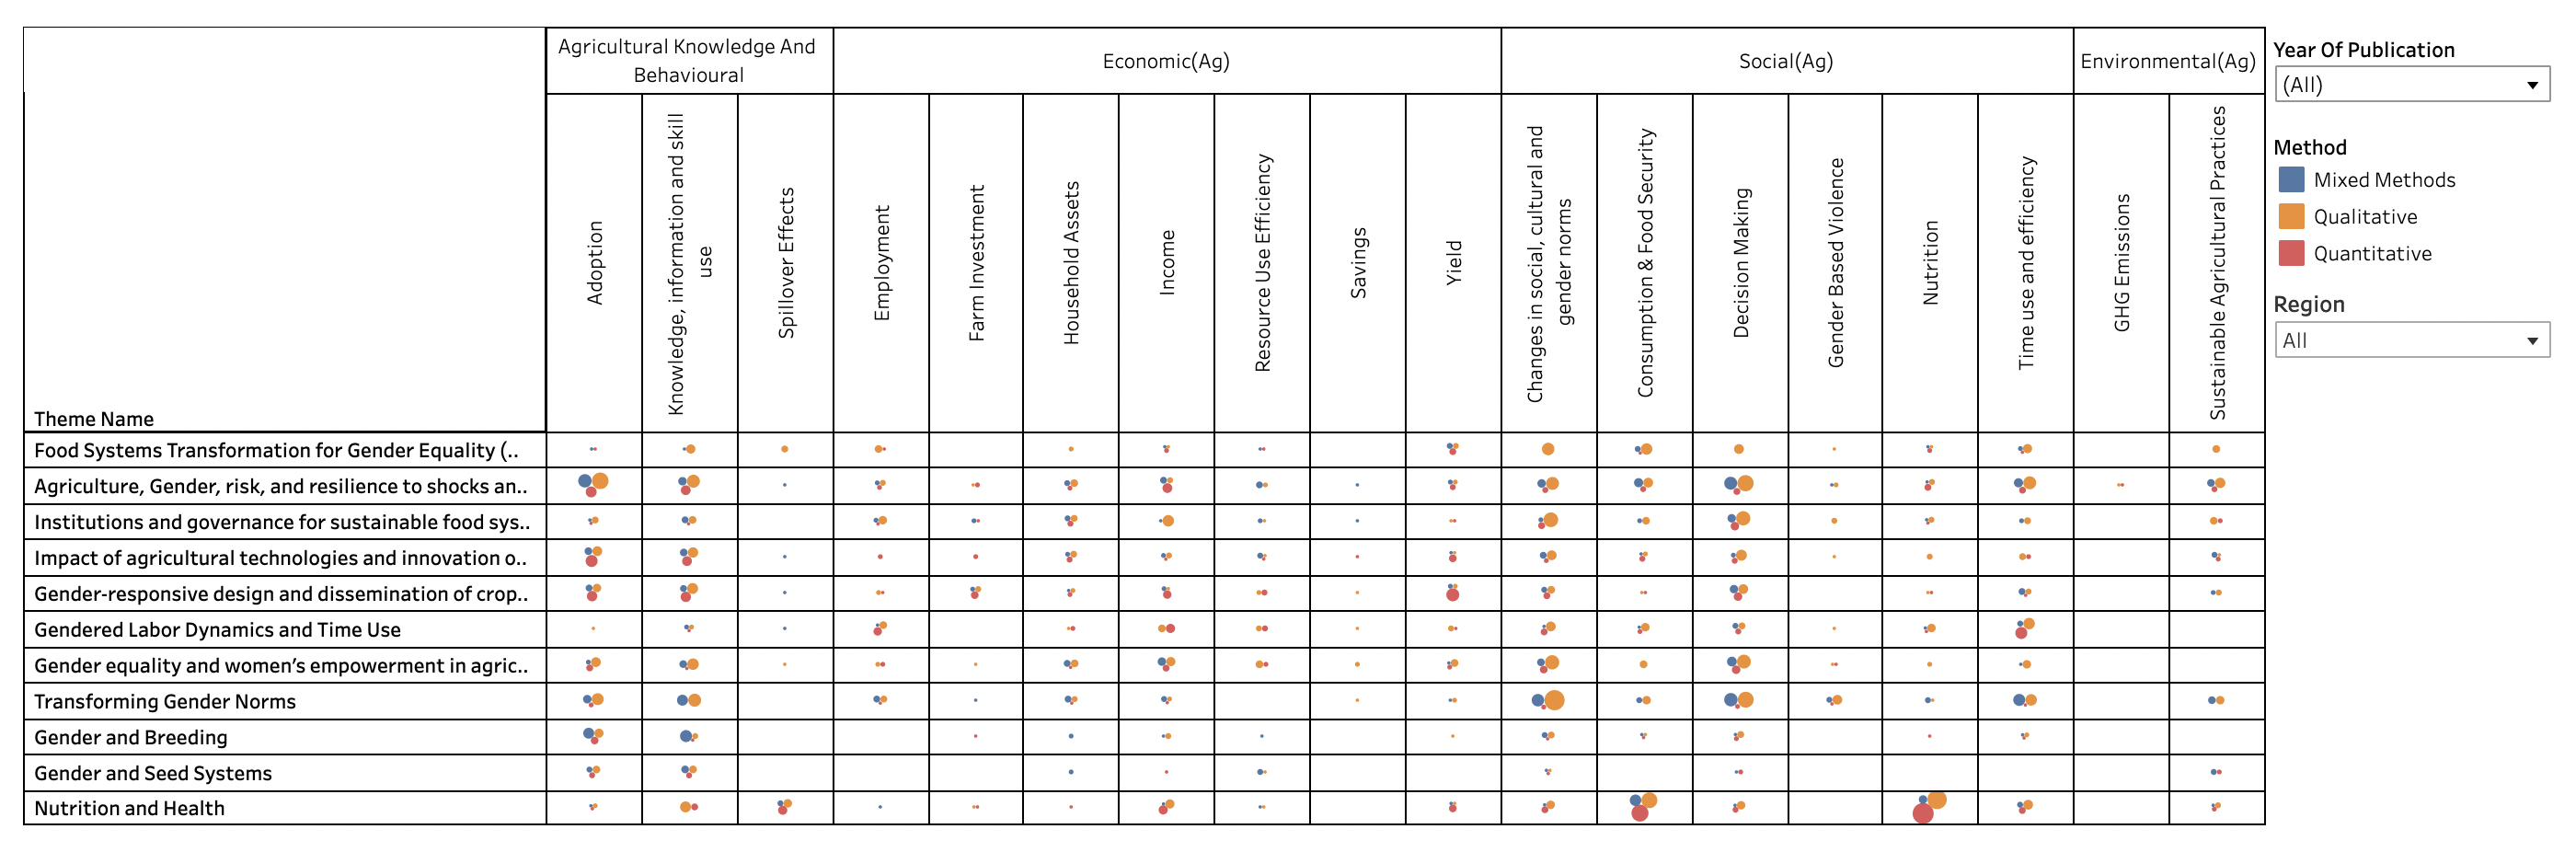 Agricultural Knowledge And
Behavioural
Economic(Ag)
Social(Ag)
Environmental(Ag)
Theme Name
Adoption
Knowledge, information and skill
use
Spillover Effects
Employment
Farm Investment
Household Assets
Income
Resource Use Efficiency
Savings
Yield
Changes in social, cultural and
gender norms
Consumption & Food Security
Decision Making
Gender Based Violence
Nutrition
Time use and efficiency
GHG Emissions
Sustainable Agricultural Practices
Food Systems Transformation for Gender Equality (..
Agriculture, Gender, risk, and resilience to shocks an..
Institutions and governance for sustainable food sys..
Impact of agricultural technologies and innovation o..
Gender-responsive design and dissemination of crop..
Gendered Labor Dynamics and Time Use
Gender equality and women’s empowerment in agric..
Transforming Gender Norms
Gender and Breeding
Gender and Seed Systems
Nutrition and Health
Year Of Publication
(All)
Method
Mixed Methods
Qualitative
Quantitative
Region
All